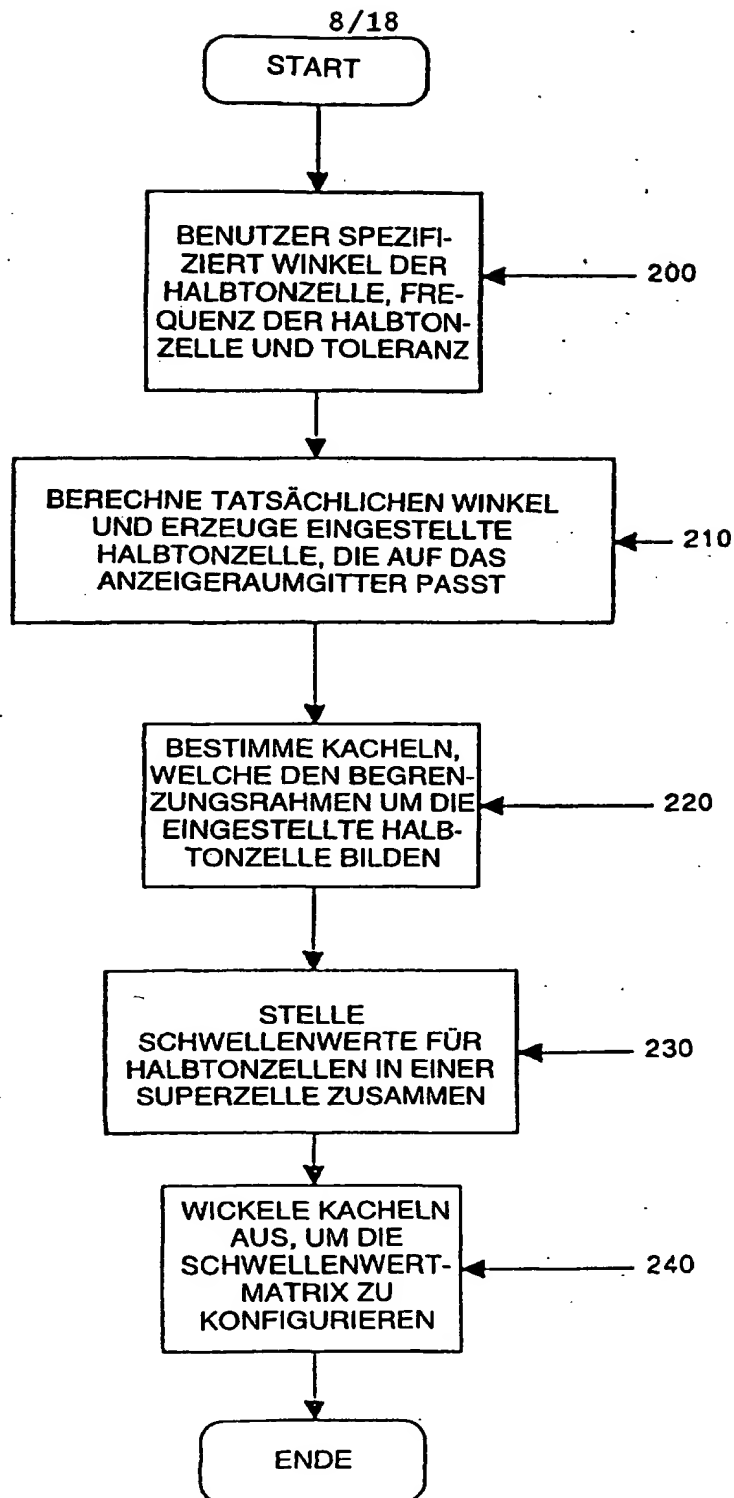 8/18
START
BENUTZER SPEZIFI-
ZIERT WINKEL DER
HALBTONZELLE, FRE-
QUENZ DER HALBTON-
ZELLE UND TOLERANZ
200
BERECHNE TATSÄCHLICHEN WINKEL
UND ERZEUGE EINGESTELLTE
HALBTONZELLE, DIE AUF DAS
ANZEIGERAUMGITTER PASST
210
BESTIMME KACHELN,
WELCHE DEN BEGREN-
ZUNGSRAHMEN UM DIE
EINGESTELLTE HALB-
TONZELLE BILDEN
220
STELLE
SCHWELLENWERTE FÜR
HALBTONZELLEN IN EINER
SUPERZELLE ZUSAMMEN
230
WICKELE KACHELN
AUS, UM DIE
SCHWELLENWERT-
MATRIX ZU
KONFIGURIEREN
240
ENDE